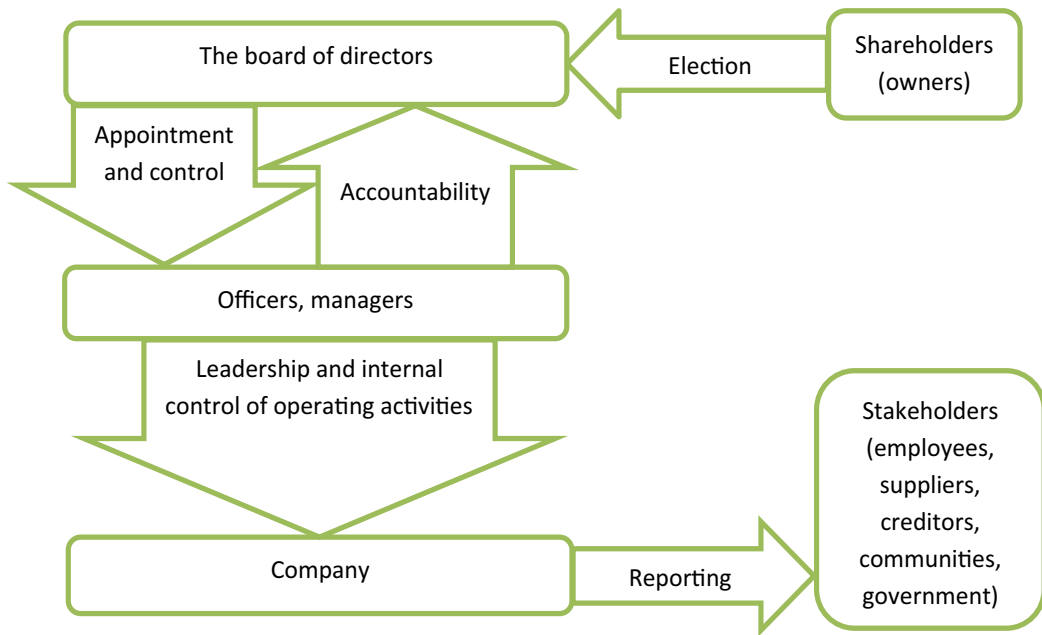 The board of directors
Election
Shareholders
(owners)
Appointment
and control
Accountability
Officers, managers
Leadership and internal
control of operating activities
Stakeholders
(employees,
suppliers,
creditors,
communities,
government)
Company
Reporting